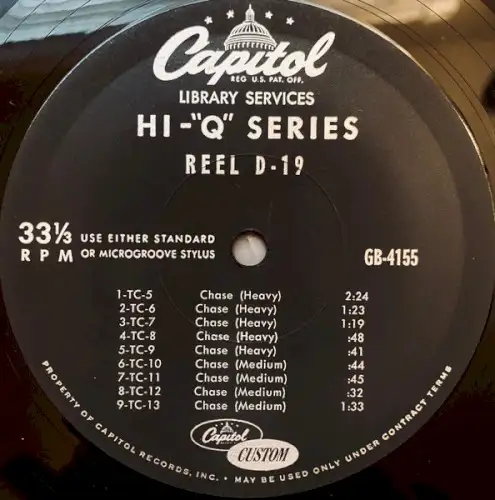 Capitol
REG. U.S. PAT. OFF.
LIBRARY SERVICES
HI-"Q" SERIES
REEL D-19
33⅓ RPM
USE EITHER STANDARD
OR MICROGROOVE STYLUS
GB-4155
1-TC-5 Chase (Heavy) 2:24
2-TC-6 Chase (Heavy) 1:23
3-TC-7 Chase (Heavy) 1:19
4-TC-8 Chase (Heavy) :48
5-TC-9 Chase (Heavy) :41
6-TC-10 Chase (Medium) :44
7-TC-11 Chase (Medium) :45
8-TC-12 Chase (Medium) :32
9-TC-13 Chase (Medium) 1:33
Capitol
CUSTOM
PROPERTY OF CAPITOL RECORDS, INC. • MAY BE USED ONLY UNDER CONTRACT TERMS